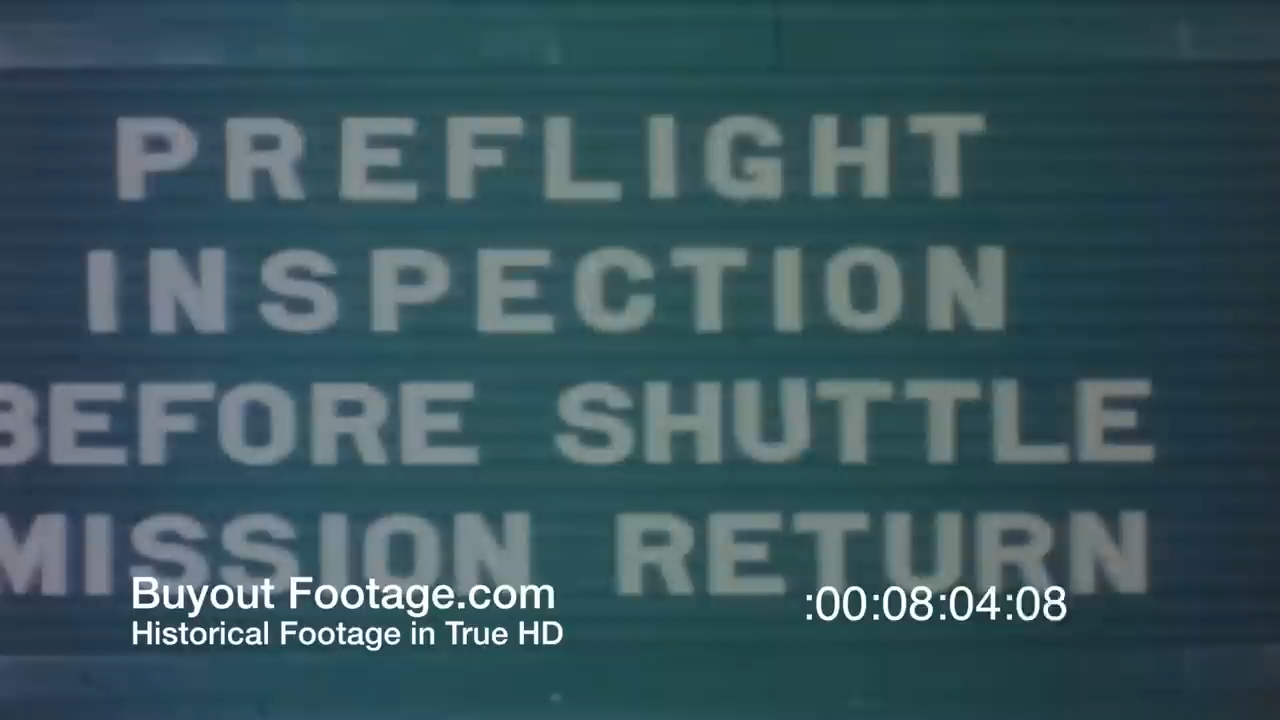 PREFLIGHT
INSPECTION
BEFORE SHUTTLE
MISSION RETURN
Buyout Footage.com
Historical Footage in True HD
:00:08:04:08